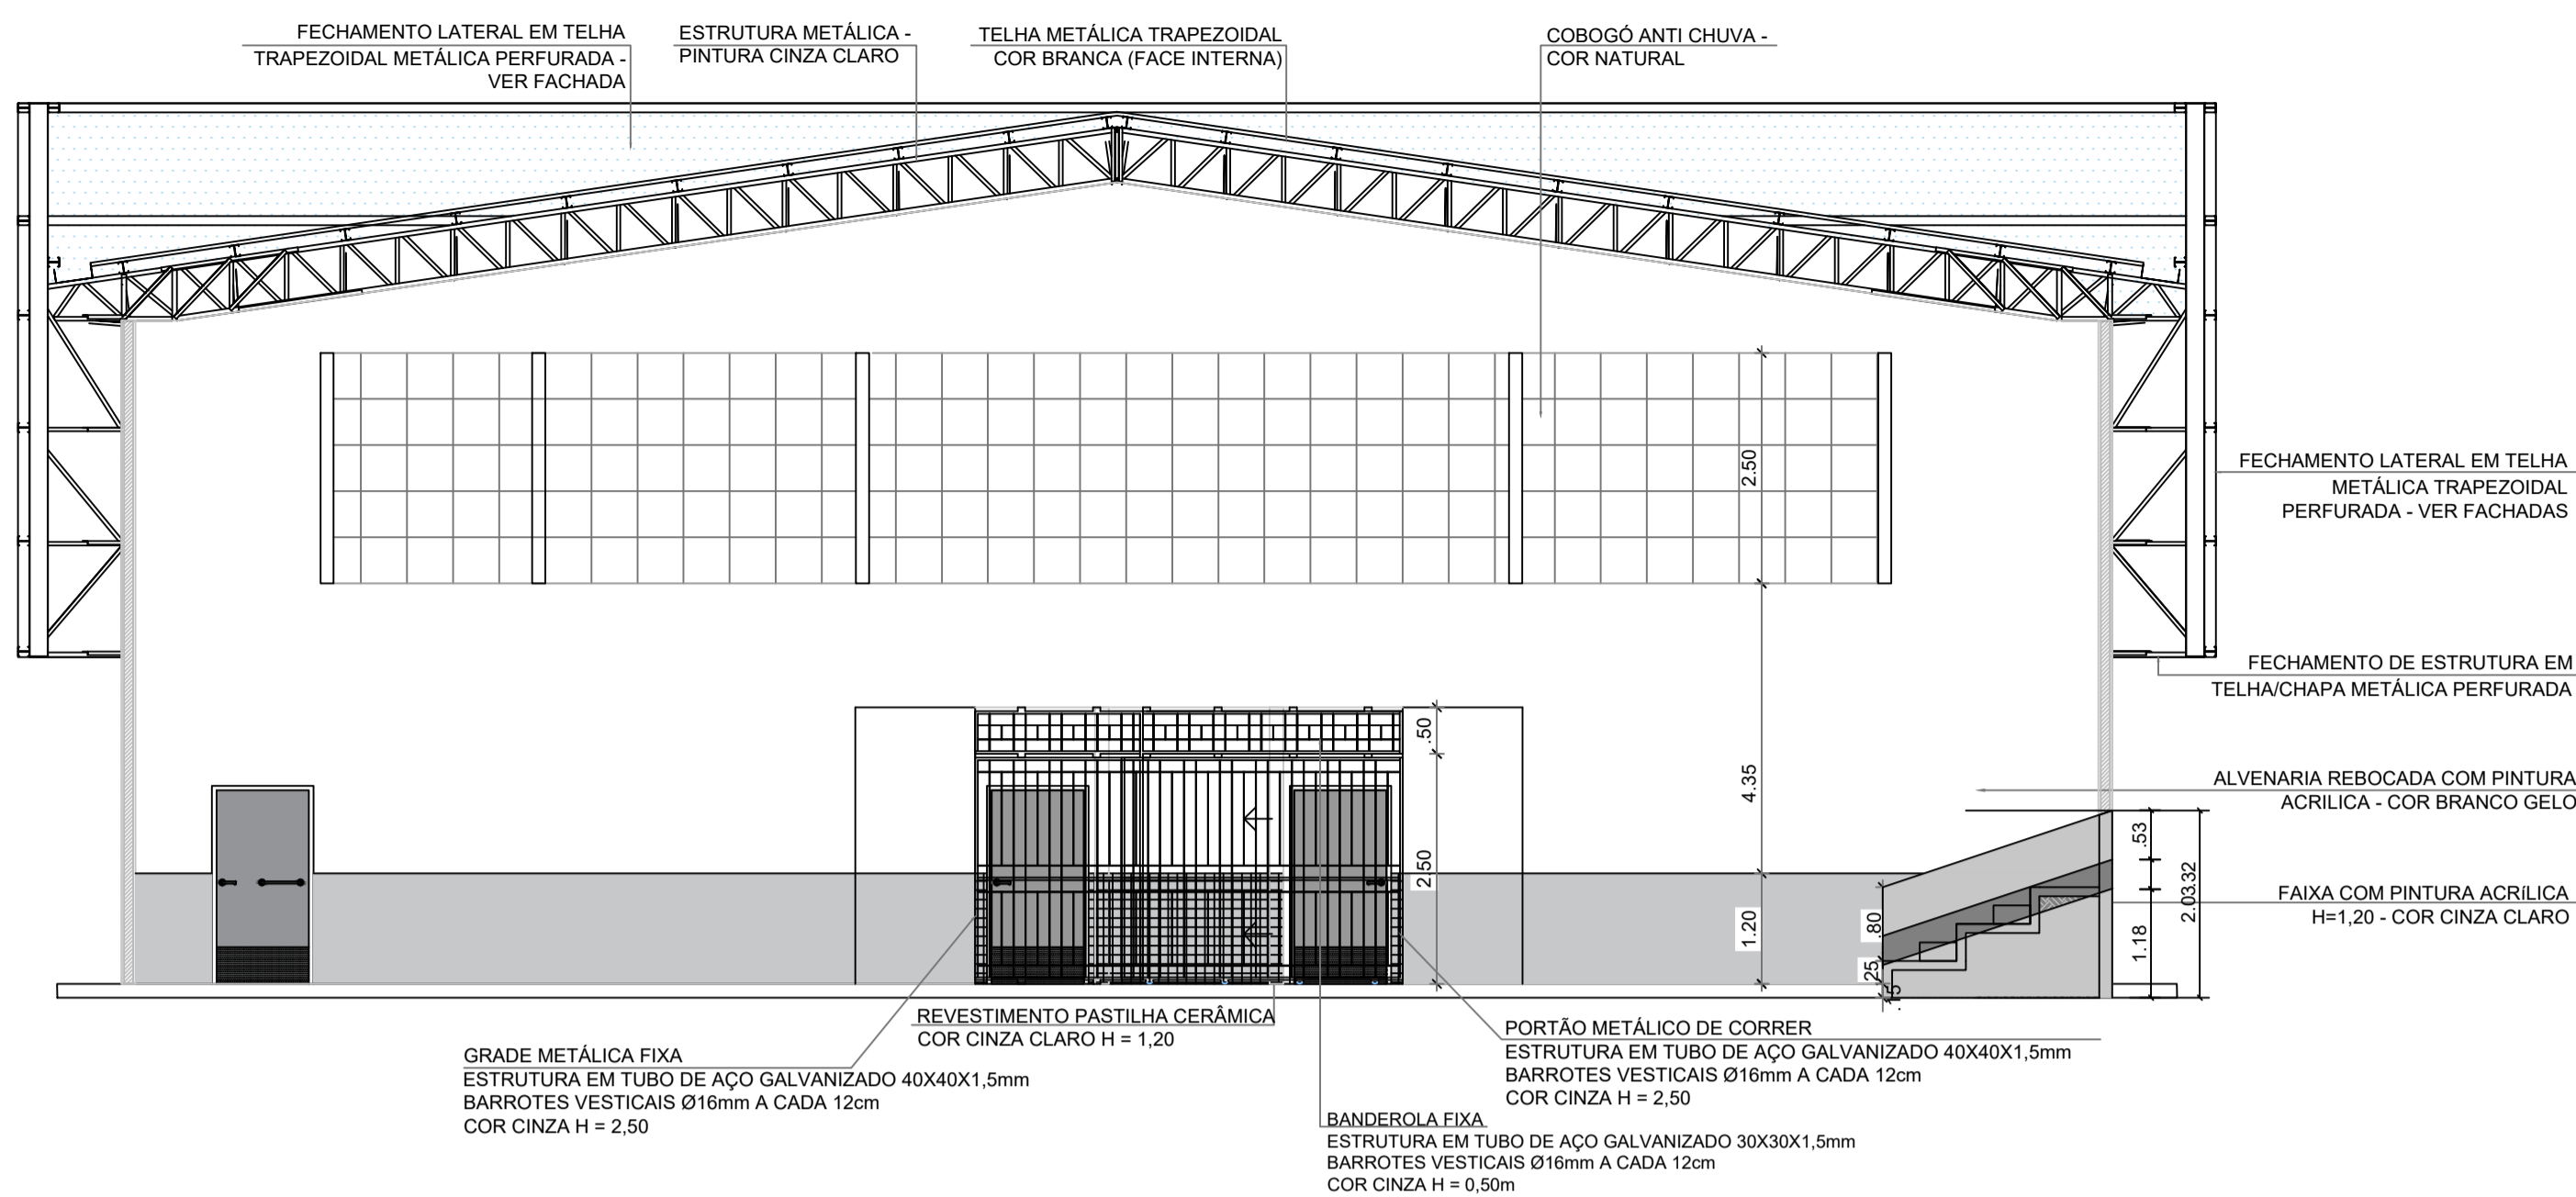 FECHAMENTO LATERAL EM TELHA
TRAPEZOIDAL METÁLICA PERFURADA -
VER FACHADA
ESTRUTURA METÁLICA -
PINTURA CINZA CLARO
TELHA METÁLICA TRAPEZOIDAL
COR BRANCA (FACE INTERNA)
COBOGÓ ANTI CHUVA -
COR NATURAL
2.50
FECHAMENTO LATERAL EM TELHA
METÁLICA TRAPEZOIDAL
PERFURADA - VER FACHADAS
FECHAMENTO DE ESTRUTURA EM
TELHA/CHAPA METÁLICA PERFURADA
.50
4.35
ALVENARIA REBOCADA COM PINTURA
ACRILICA - COR BRANCO GELO
2.50
1.20
.80
.25
.53
.32
2.03
1.18
FAIXA COM PINTURA ACRÍLICA
H=1,20 - COR CINZA CLARO
REVESTIMENTO PASTILHA CERÂMICA
COR CINZA CLARO H = 1,20
GRADE METÁLICA FIXA
ESTRUTURA EM TUBO DE AÇO GALVANIZADO 40X40X1,5mm
BARROTES VESTICAIS Ø16mm A CADA 12cm
COR CINZA H = 2,50
PORTÃO METÁLICO DE CORRER
ESTRUTURA EM TUBO DE AÇO GALVANIZADO 40X40X1,5mm
BARROTES VESTICAIS Ø16mm A CADA 12cm
COR CINZA H = 2,50
BANDEROLA FIXA
ESTRUTURA EM TUBO DE AÇO GALVANIZADO 30X30X1,5mm
BARROTES VESTICAIS Ø16mm A CADA 12cm
COR CINZA H = 0,50m